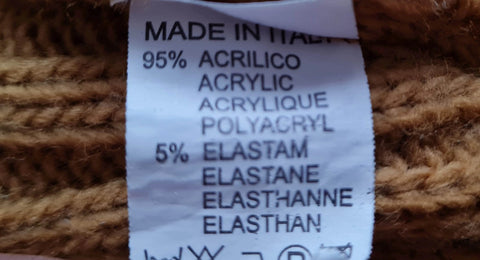 MADE IN ITALY
95% ACRILICO
ACRYLIC
ACRYLIQUE
POLYACRYL
5% ELASTAM
ELASTANE
ELASTHANNE
ELASTHAN
P